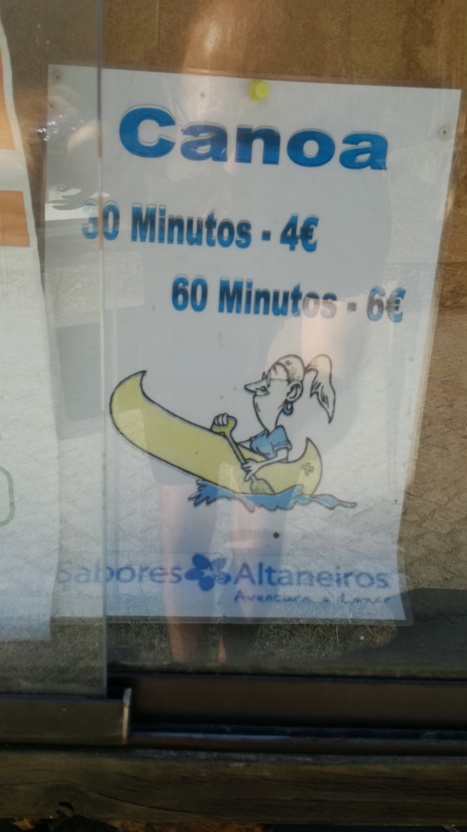 Canoa
30 Minutos - 4€
60 Minutos - 6€
Sabores Altaneiros
Aventura e Lazer